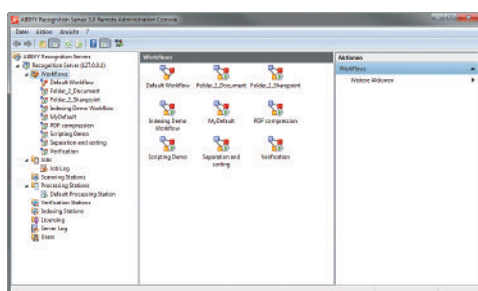 ABBYY Recognition Server 3.0 Remote Administration Console
Datei Aktion Ansicht ?
ABBYY Recognition Servers
Recognition Server (127.0.0.1)
Workflows
Default Workflow
Folder_2_Document
Folder_2_Sharepoint
Indexing Demo Workflow
MyDefault
PDF compression
Scripting Demo
Separation and sorting
Verification
Jobs
Job Log
Scanning Stations
Processing Stations
Default Processing Station
Verification Stations
Indexing Stations
Licensing
Server Log
Users
Workflows
Default Workflow Folder_2_Document Folder_2_Sharepoint
Indexing Demo Workflow MyDefault PDF compression
Scripting Demo Separation and sorting Verification
Aktionen
Workflows
Weitere Aktionen